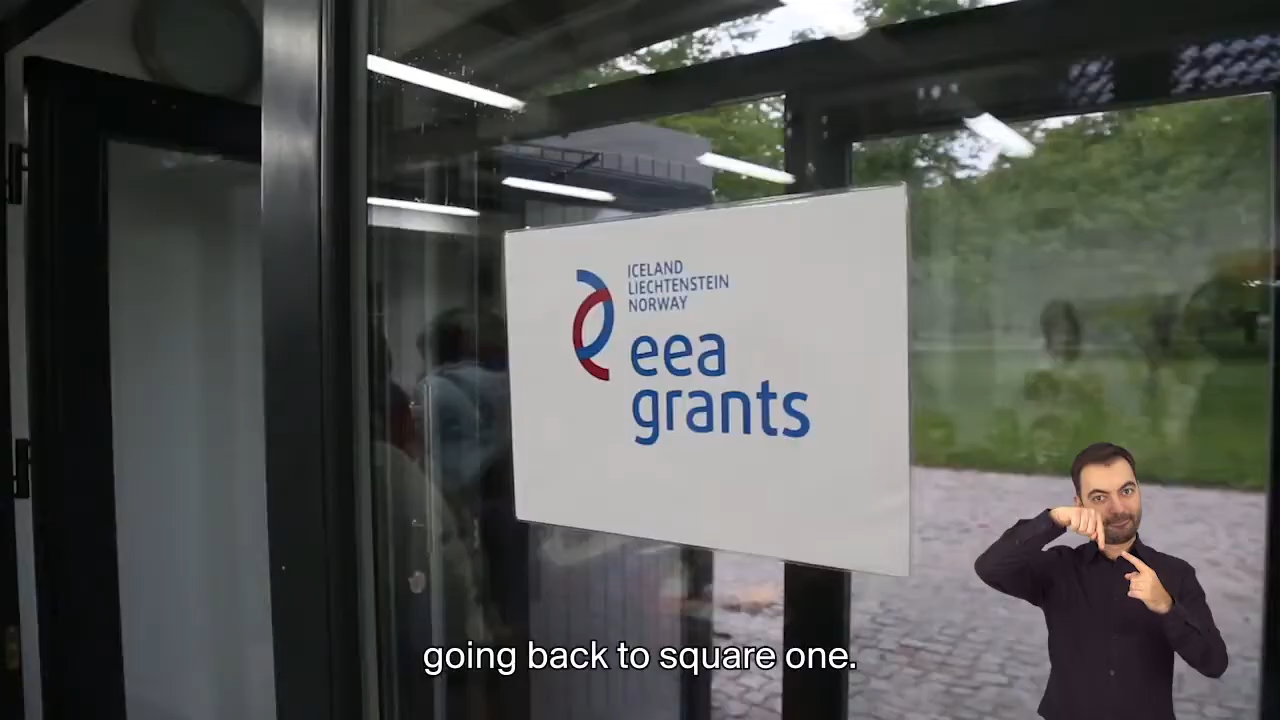 ICELAND
LIECHTENSTEIN
NORWAY
eea
grants
going back to square one.